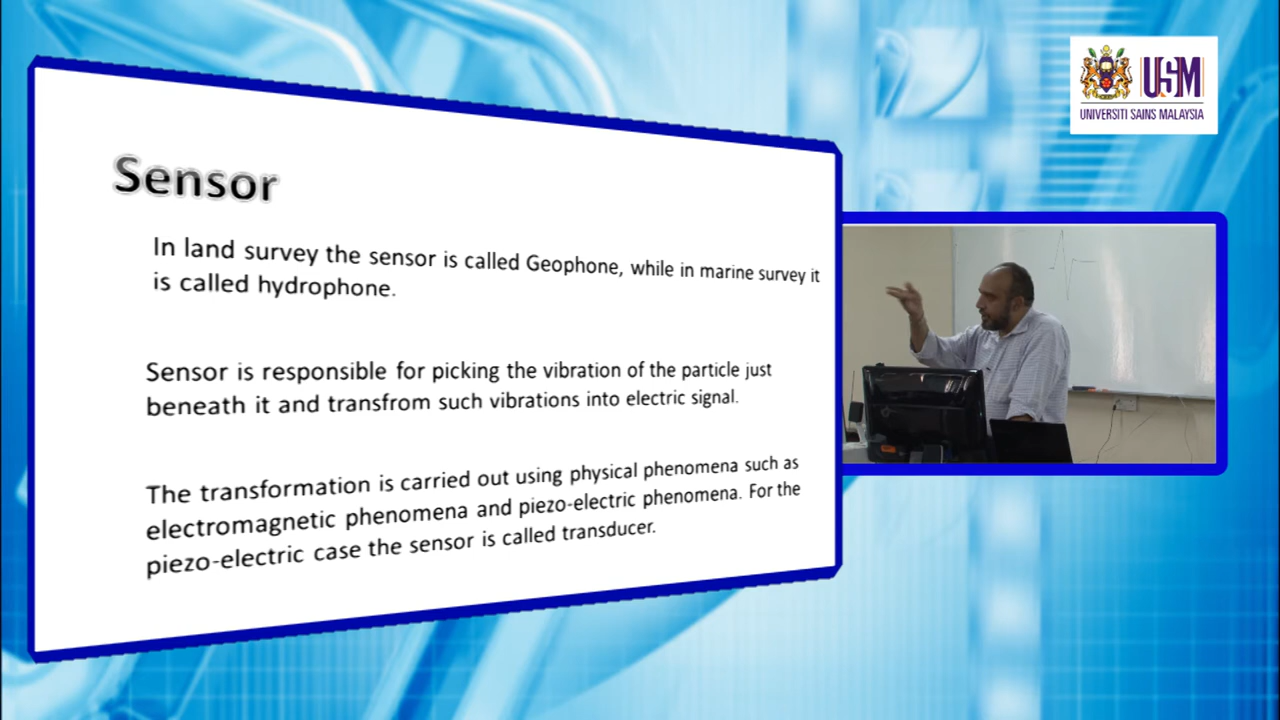 Sensor
In land survey the sensor is called Geophone, while in marine survey it
is called hydrophone.
Sensor is responsible for picking the vibration of the particle just
beneath it and transfrom such vibrations into electric signal.
The transformation is carried out using physical phenomena such as
electromagnetic phenomena and piezo-electric phenomena. For the
piezo-electric case the sensor is called transducer.
USM
UNIVERSITI SAINS MALAYSIA